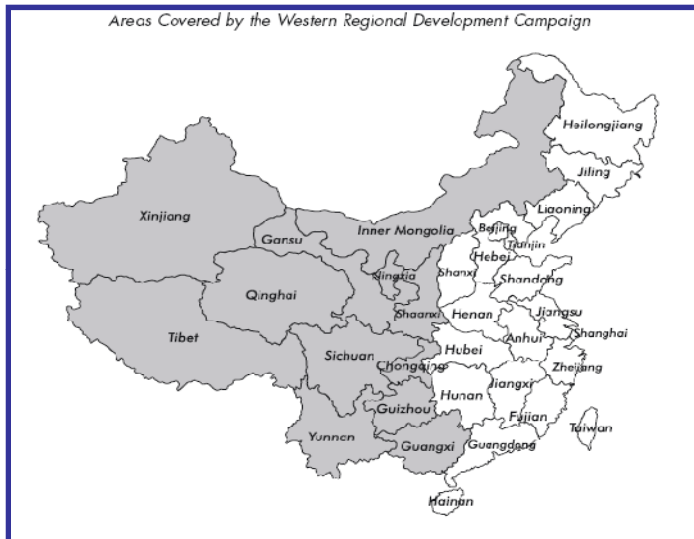 Areas Covered by the Western Regional Development Campaign
Heilongjiang
Jiling
Liaoning
Xinjiang
Gansu
Inner Mongolia
Beijing
Tianjin
Hebei
Ningxia
Shanxi
Shandong
Qinghai
Shaanxi
Henan
Jiangsu
Tibet
Shanghai
Anhui
Sichuan
Hubei
Chongqing
Zhejiang
Hunan
Jiangxi
Guizhou
Fujian
Yunnan
Guangxi
Guangdong
Taiwan
Hainan